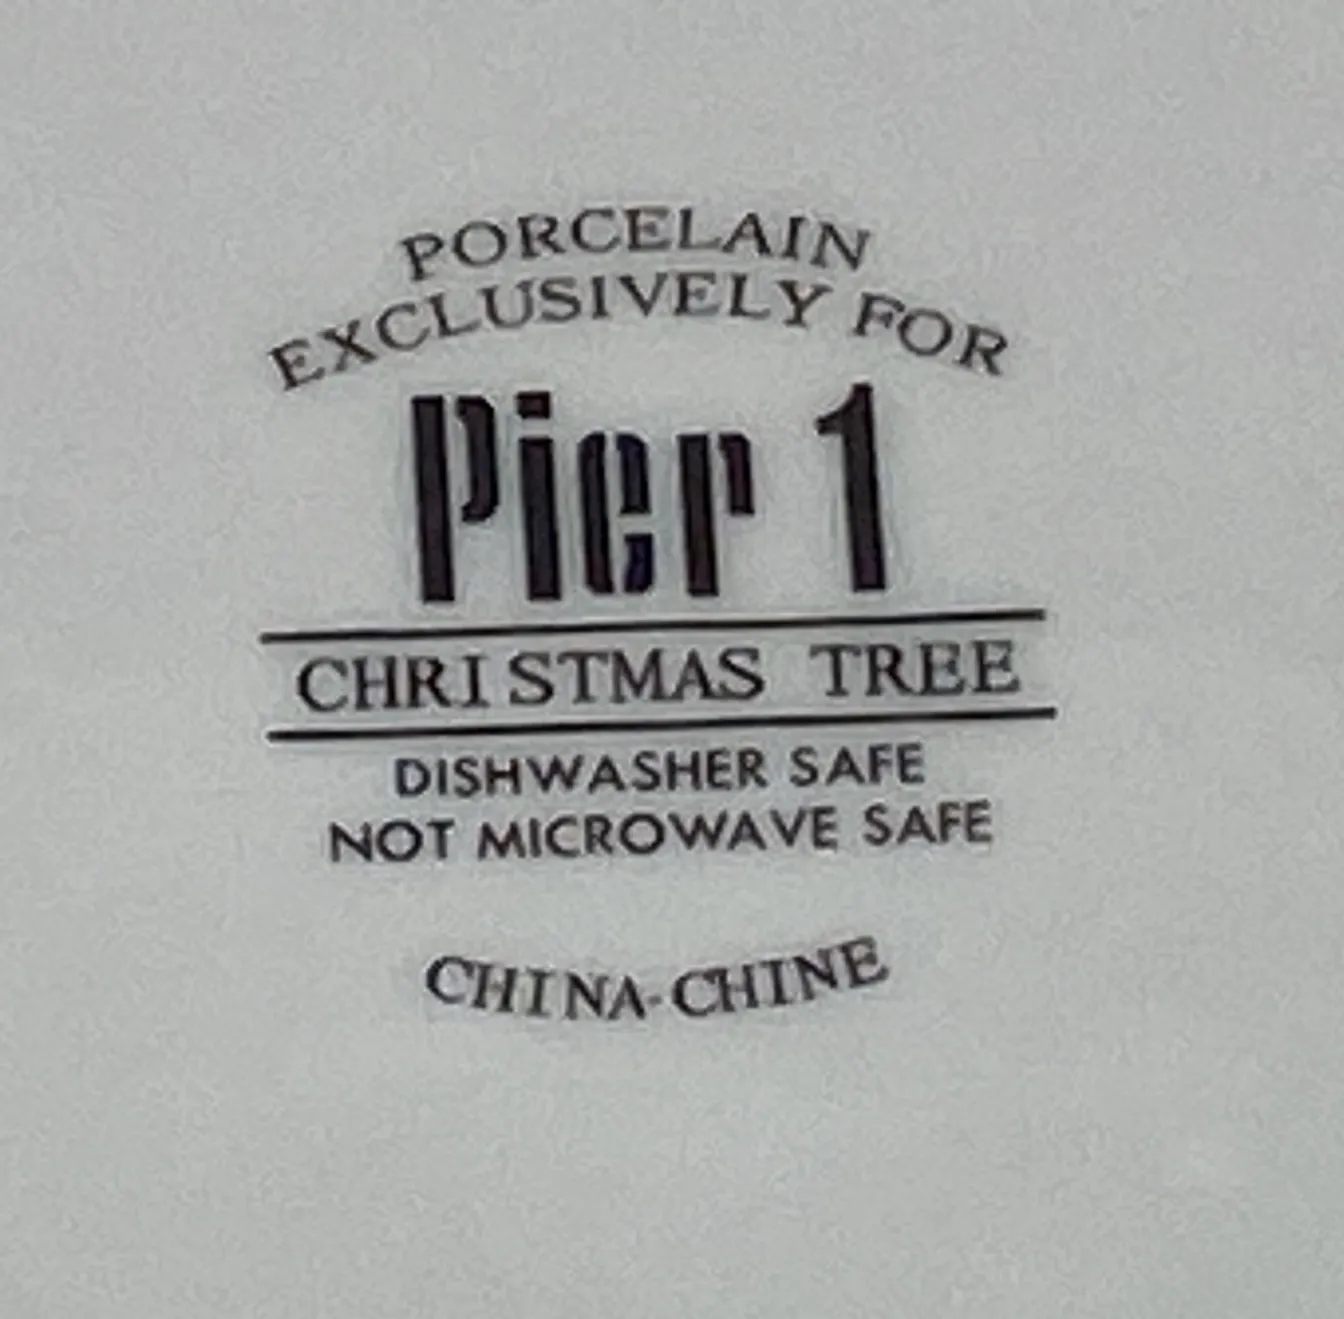 PORCELAIN
EXCLUSIVELY FOR
Pier 1
CHRISTMAS TREE
DISHWASHER SAFE
NOT MICROWAVE SAFE
CHINA-CHINE